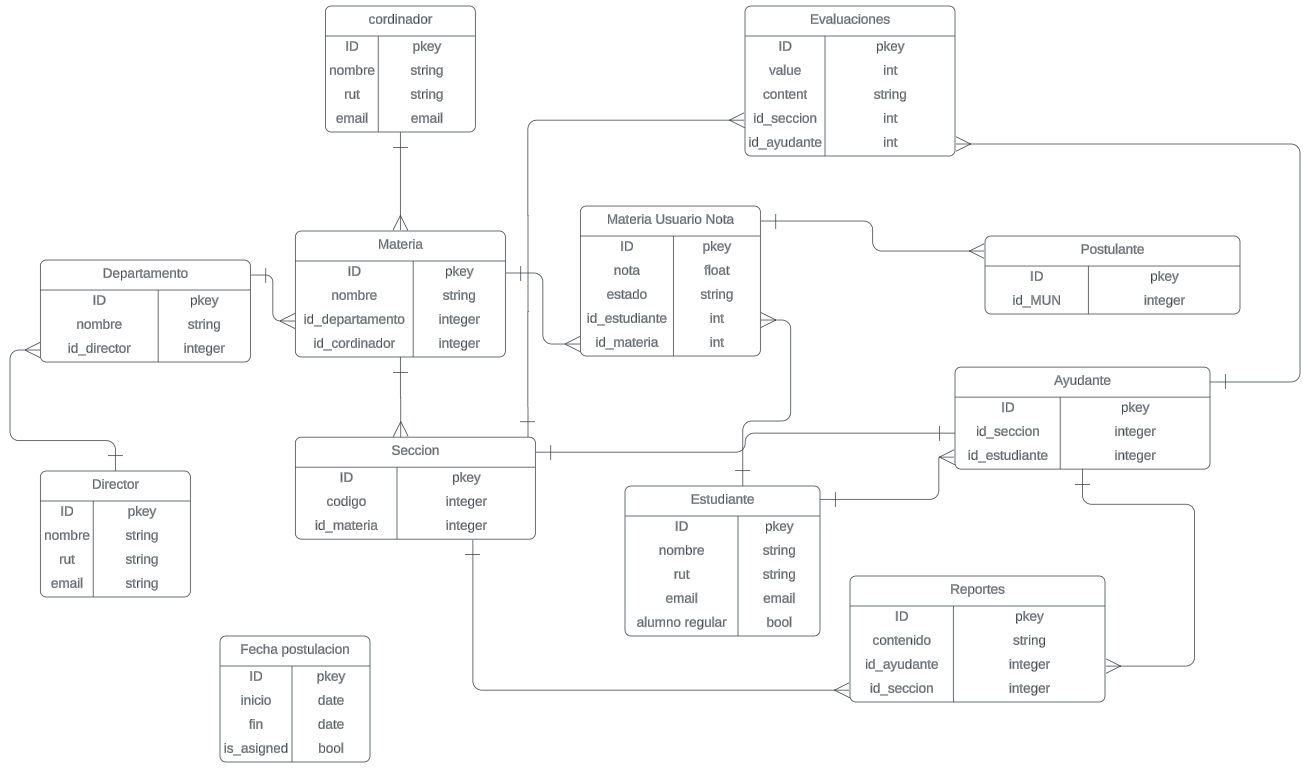 cordinador
ID pkey
nombre string
rut string
email email
Evaluaciones
ID pkey
value int
content string
id_seccion int
id_ayudante int
Materia Usuario Nota
ID pkey
nota float
estado string
id_estudiante int
id_materia int
Materia
ID pkey
nombre string
id_departamento integer
id_cordinador integer
Postulante
ID pkey
id_MUN integer
Departamento
ID pkey
nombre string
id_director integer
Ayudante
ID pkey
id_seccion integer
id_estudiante integer
Seccion
ID pkey
codigo integer
id_materia integer
Director
ID pkey
nombre string
rut string
email string
Estudiante
ID pkey
nombre string
rut string
email email
alumno regular bool
Reportes
ID pkey
contenido string
id_ayudante integer
id_seccion integer
Fecha postulacion
ID pkey
inicio date
fin date
is_asigned bool